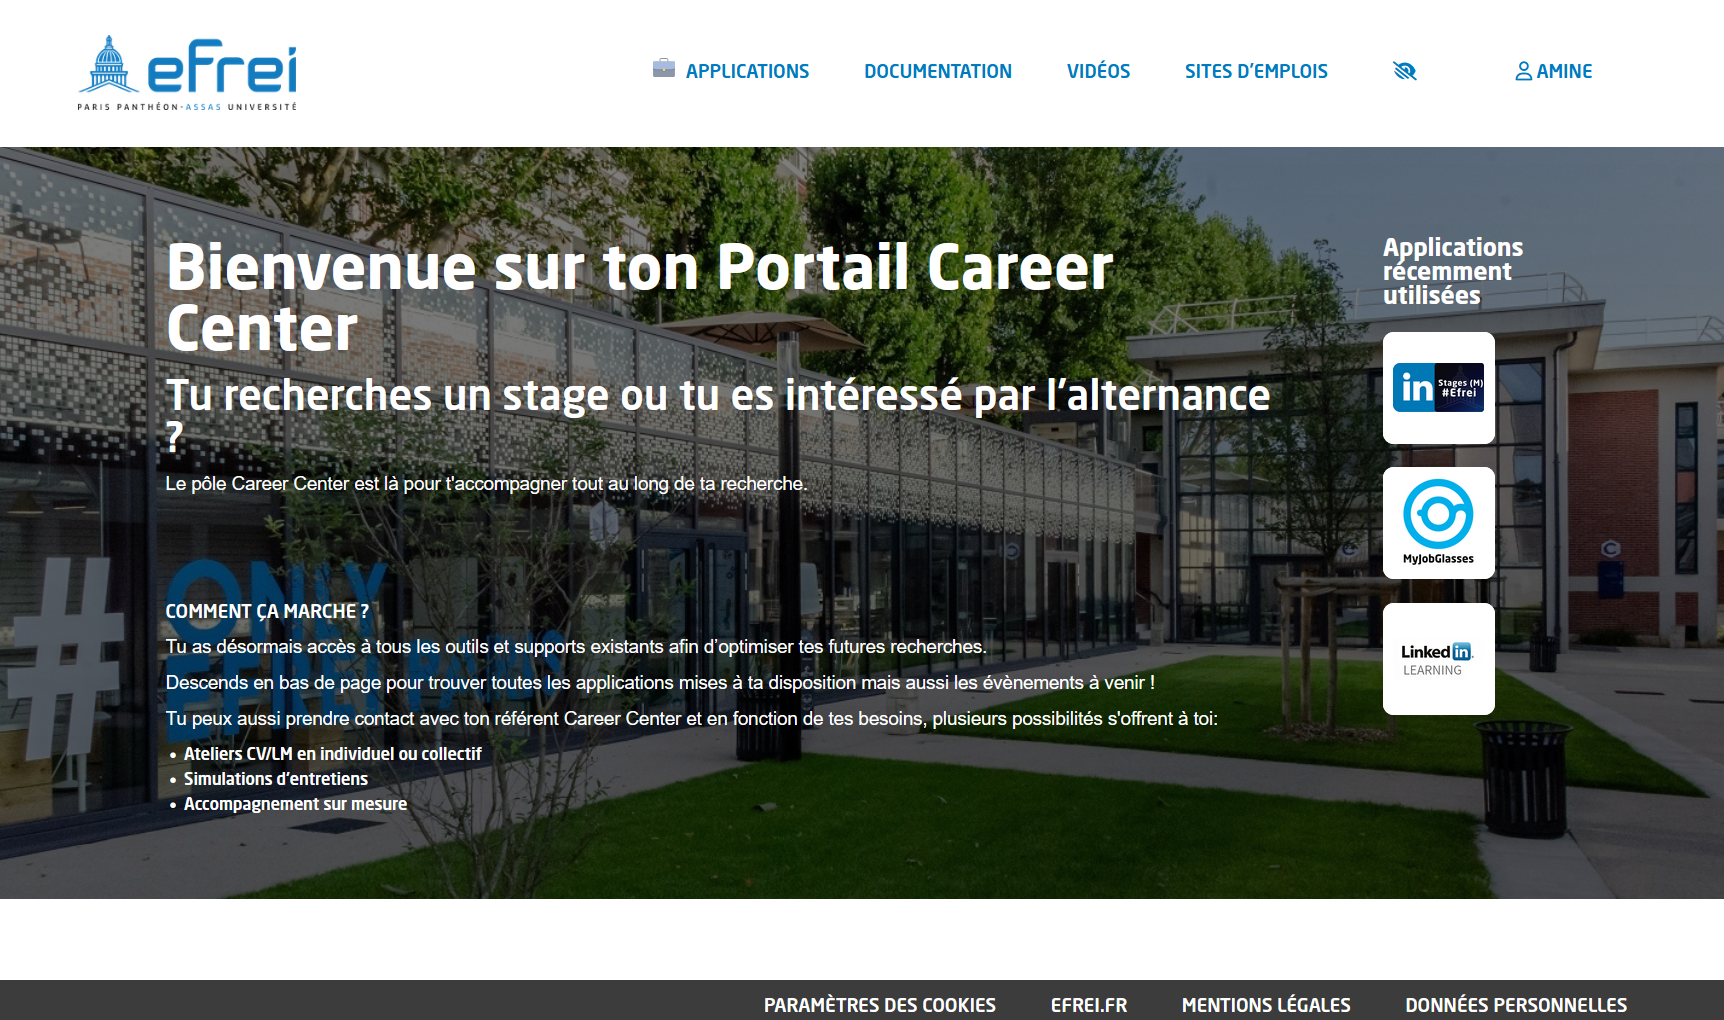 efrei
PARIS PANTHÉON-ASSAS UNIVERSITÉ
APPLICATIONS
DOCUMENTATION
VIDÉOS
SITES D'EMPLOIS
AMINE
Bienvenue sur ton Portail Career
Center
Tu recherches un stage ou tu es intéressé par l'alternance
?
Le pôle Career Center est là pour t'accompagner tout au long de ta recherche.
#ONLY
EFREI PARIS
COMMENT ÇA MARCHE ?
Tu as désormais accès à tous les outils et supports existants afin d'optimiser tes futures recherches.
Descends en bas de page pour trouver toutes les applications mises à ta disposition mais aussi les évènements à venir !
Tu peux aussi prendre contact avec ton référent Career Center et en fonction de tes besoins, plusieurs possibilités s'offrent à toi:
• Ateliers CV/LM en individuel ou collectif
• Simulations d'entretiens
• Accompagnement sur mesure
Applications
récemment
utilisées
in
Stages (M)
#Efrei
MyJobGlasses
Linked in
LEARNING
PARAMÈTRES DES COOKIES
EFREI.FR
MENTIONS LÉGALES
DONNÉES PERSONNELLES